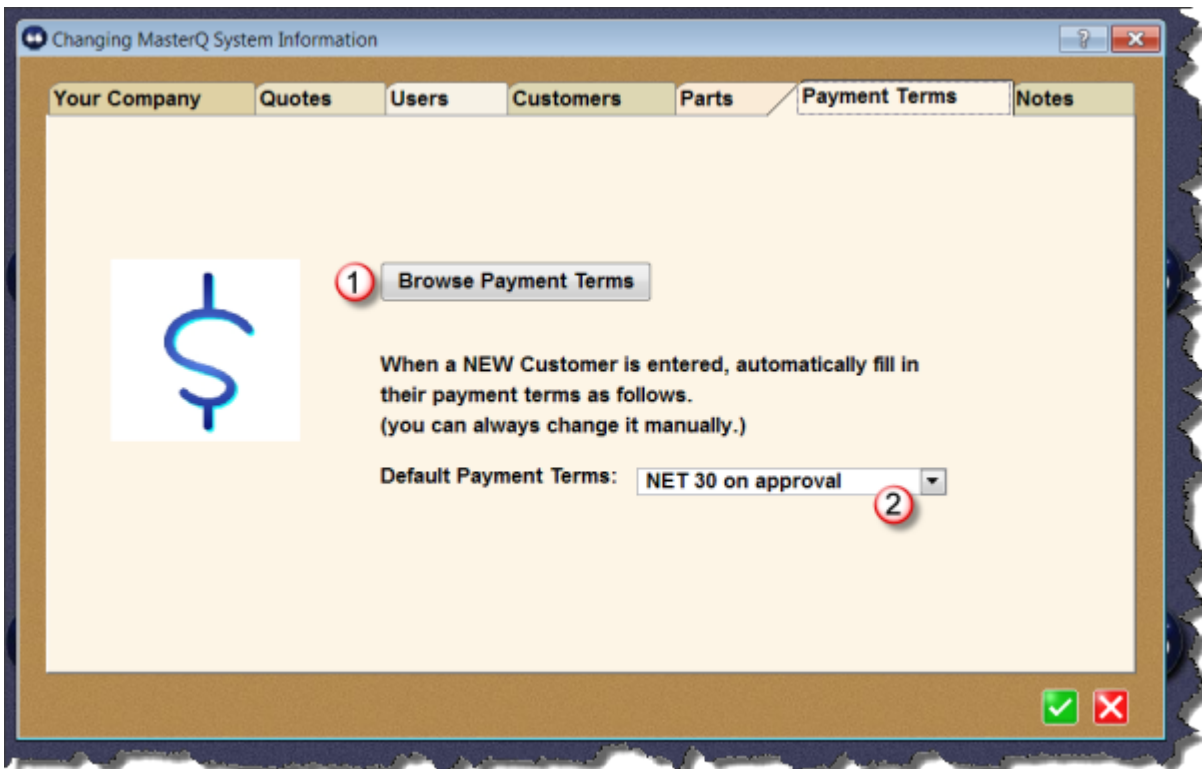 Changing MasterQ System Information
Your Company Quotes Users Customers Parts Payment Terms Notes
1 Browse Payment Terms
When a NEW Customer is entered, automatically fill in
their payment terms as follows.
(you can always change it manually.)
Default Payment Terms: NET 30 on approval
2